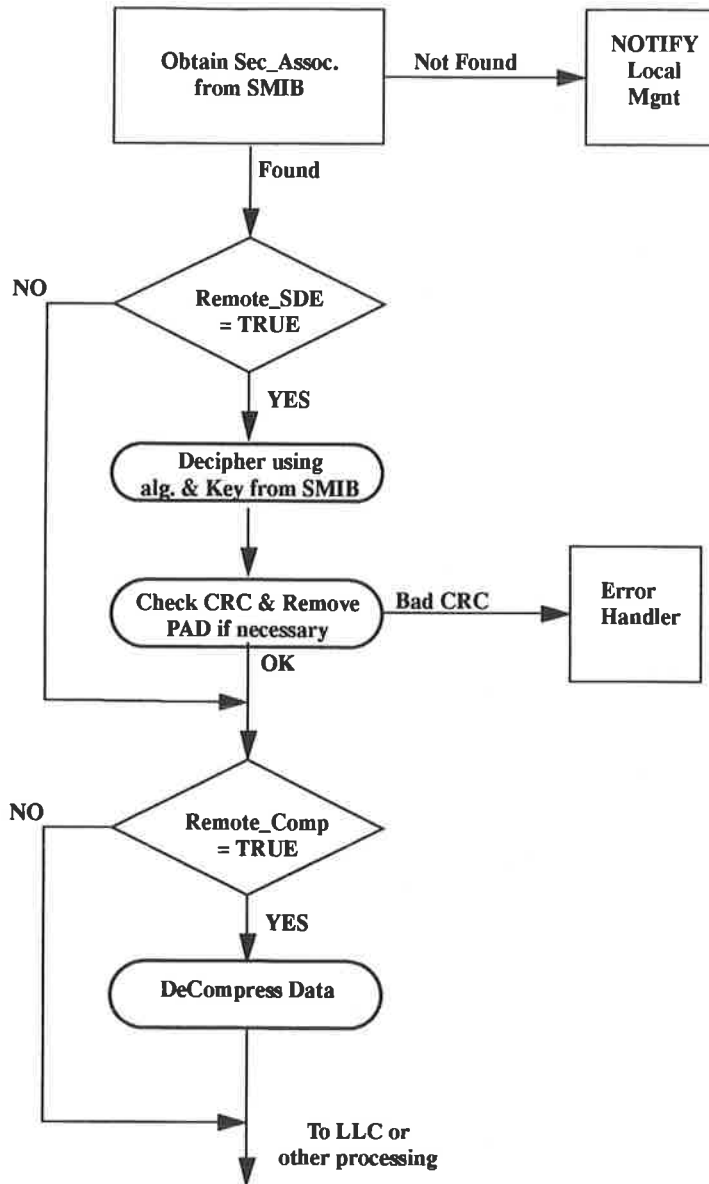 Obtain Sec_Assoc.
from SMIB
Not Found
NOTIFY
Local
Mgnt
Found
NO
Remote_SDE
= TRUE
YES
Decipher using
alg. & Key from SMIB
Check CRC & Remove
PAD if necessary
Bad CRC
Error
Handler
OK
NO
Remote_Comp
= TRUE
YES
DeCompress Data
To LLC or
other processing